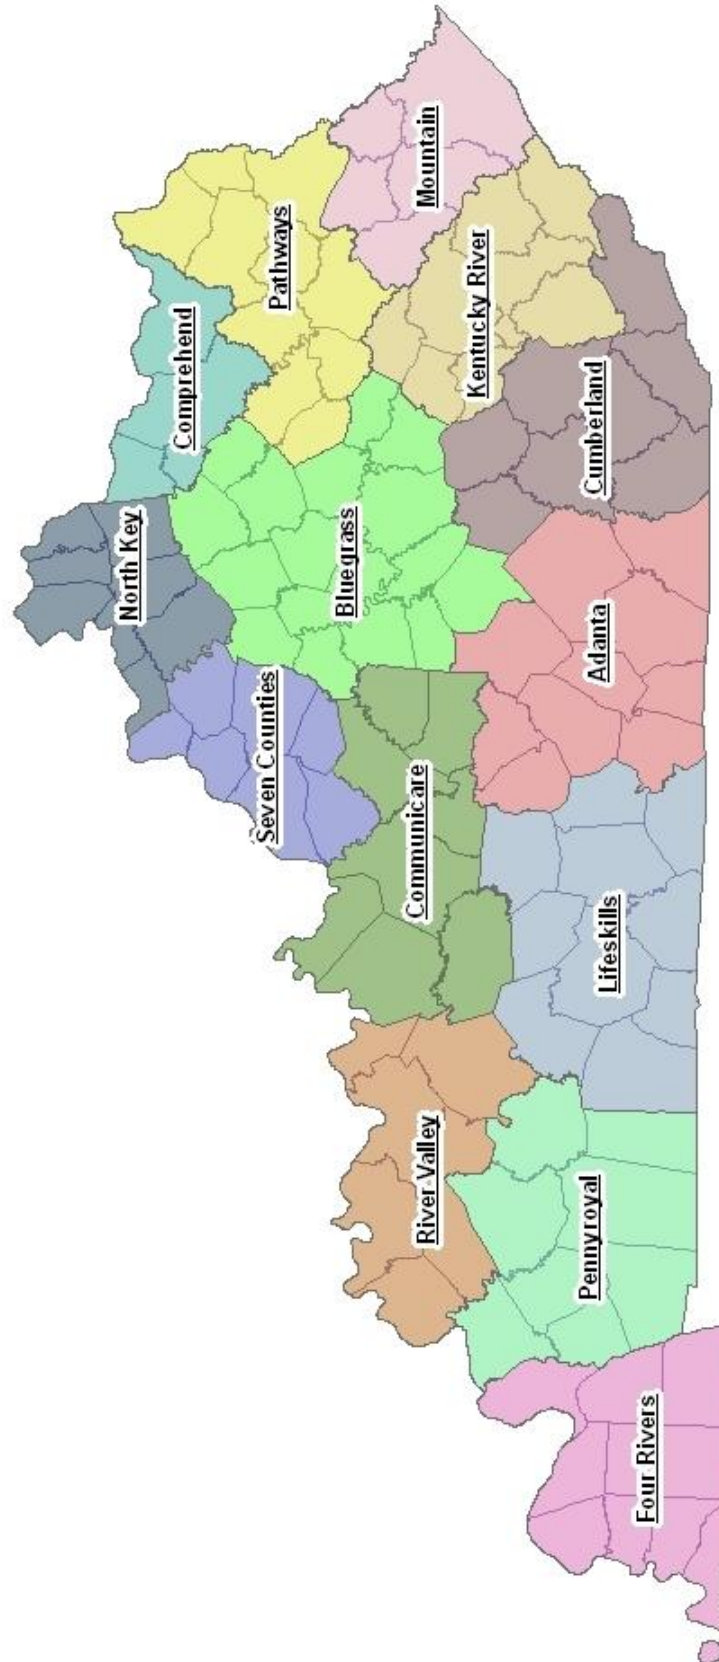 North Key
Comprehend
Pathways
Seven Counties
Bluegrass
Mountain
River Valley
Communicare
Kentucky River
Four Rivers
Pennyroyal
Lifeskills
Adanta
Cumberland